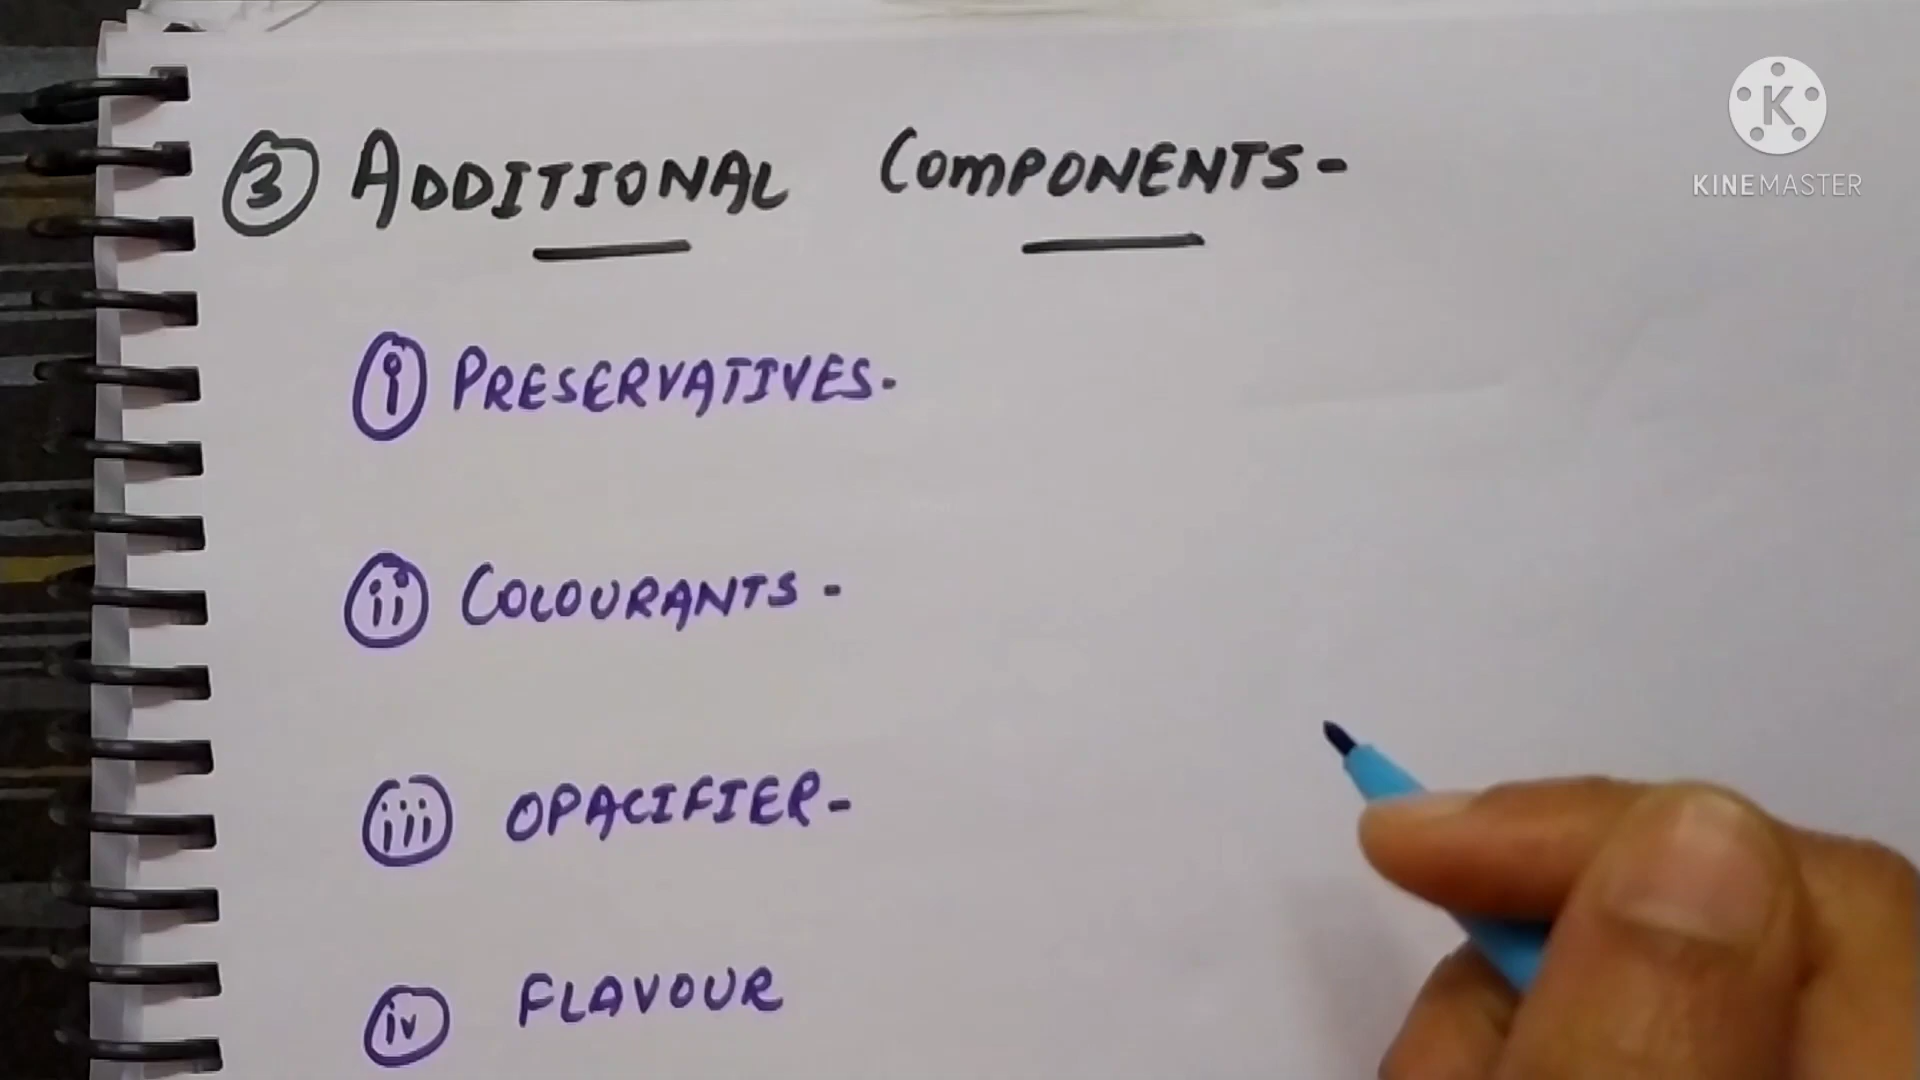 ③ ADDITIONAL COMPONENTS-
K
KINEMASTER
ⓘ PRESERVATIVES-
ii COLOURANTS -
iii OPACIFIER-
iv FLAVOUR